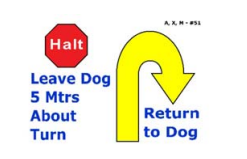 A, X, M - #51
Halt
Leave Dog
5 Mtrs
About
Turn
Return
to Dog